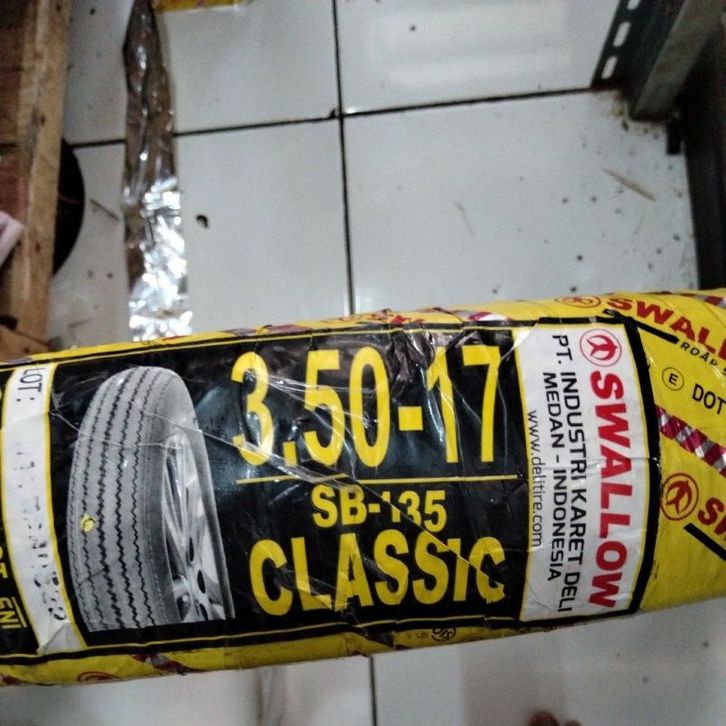 LOT:
3.50-17
SB-135
CLASSIC
SWALLOW
PT. INDUSTRI KARET DELI
MEDAN - INDONESIA
www.delitire.com
SWALL
ROAD
E DOT